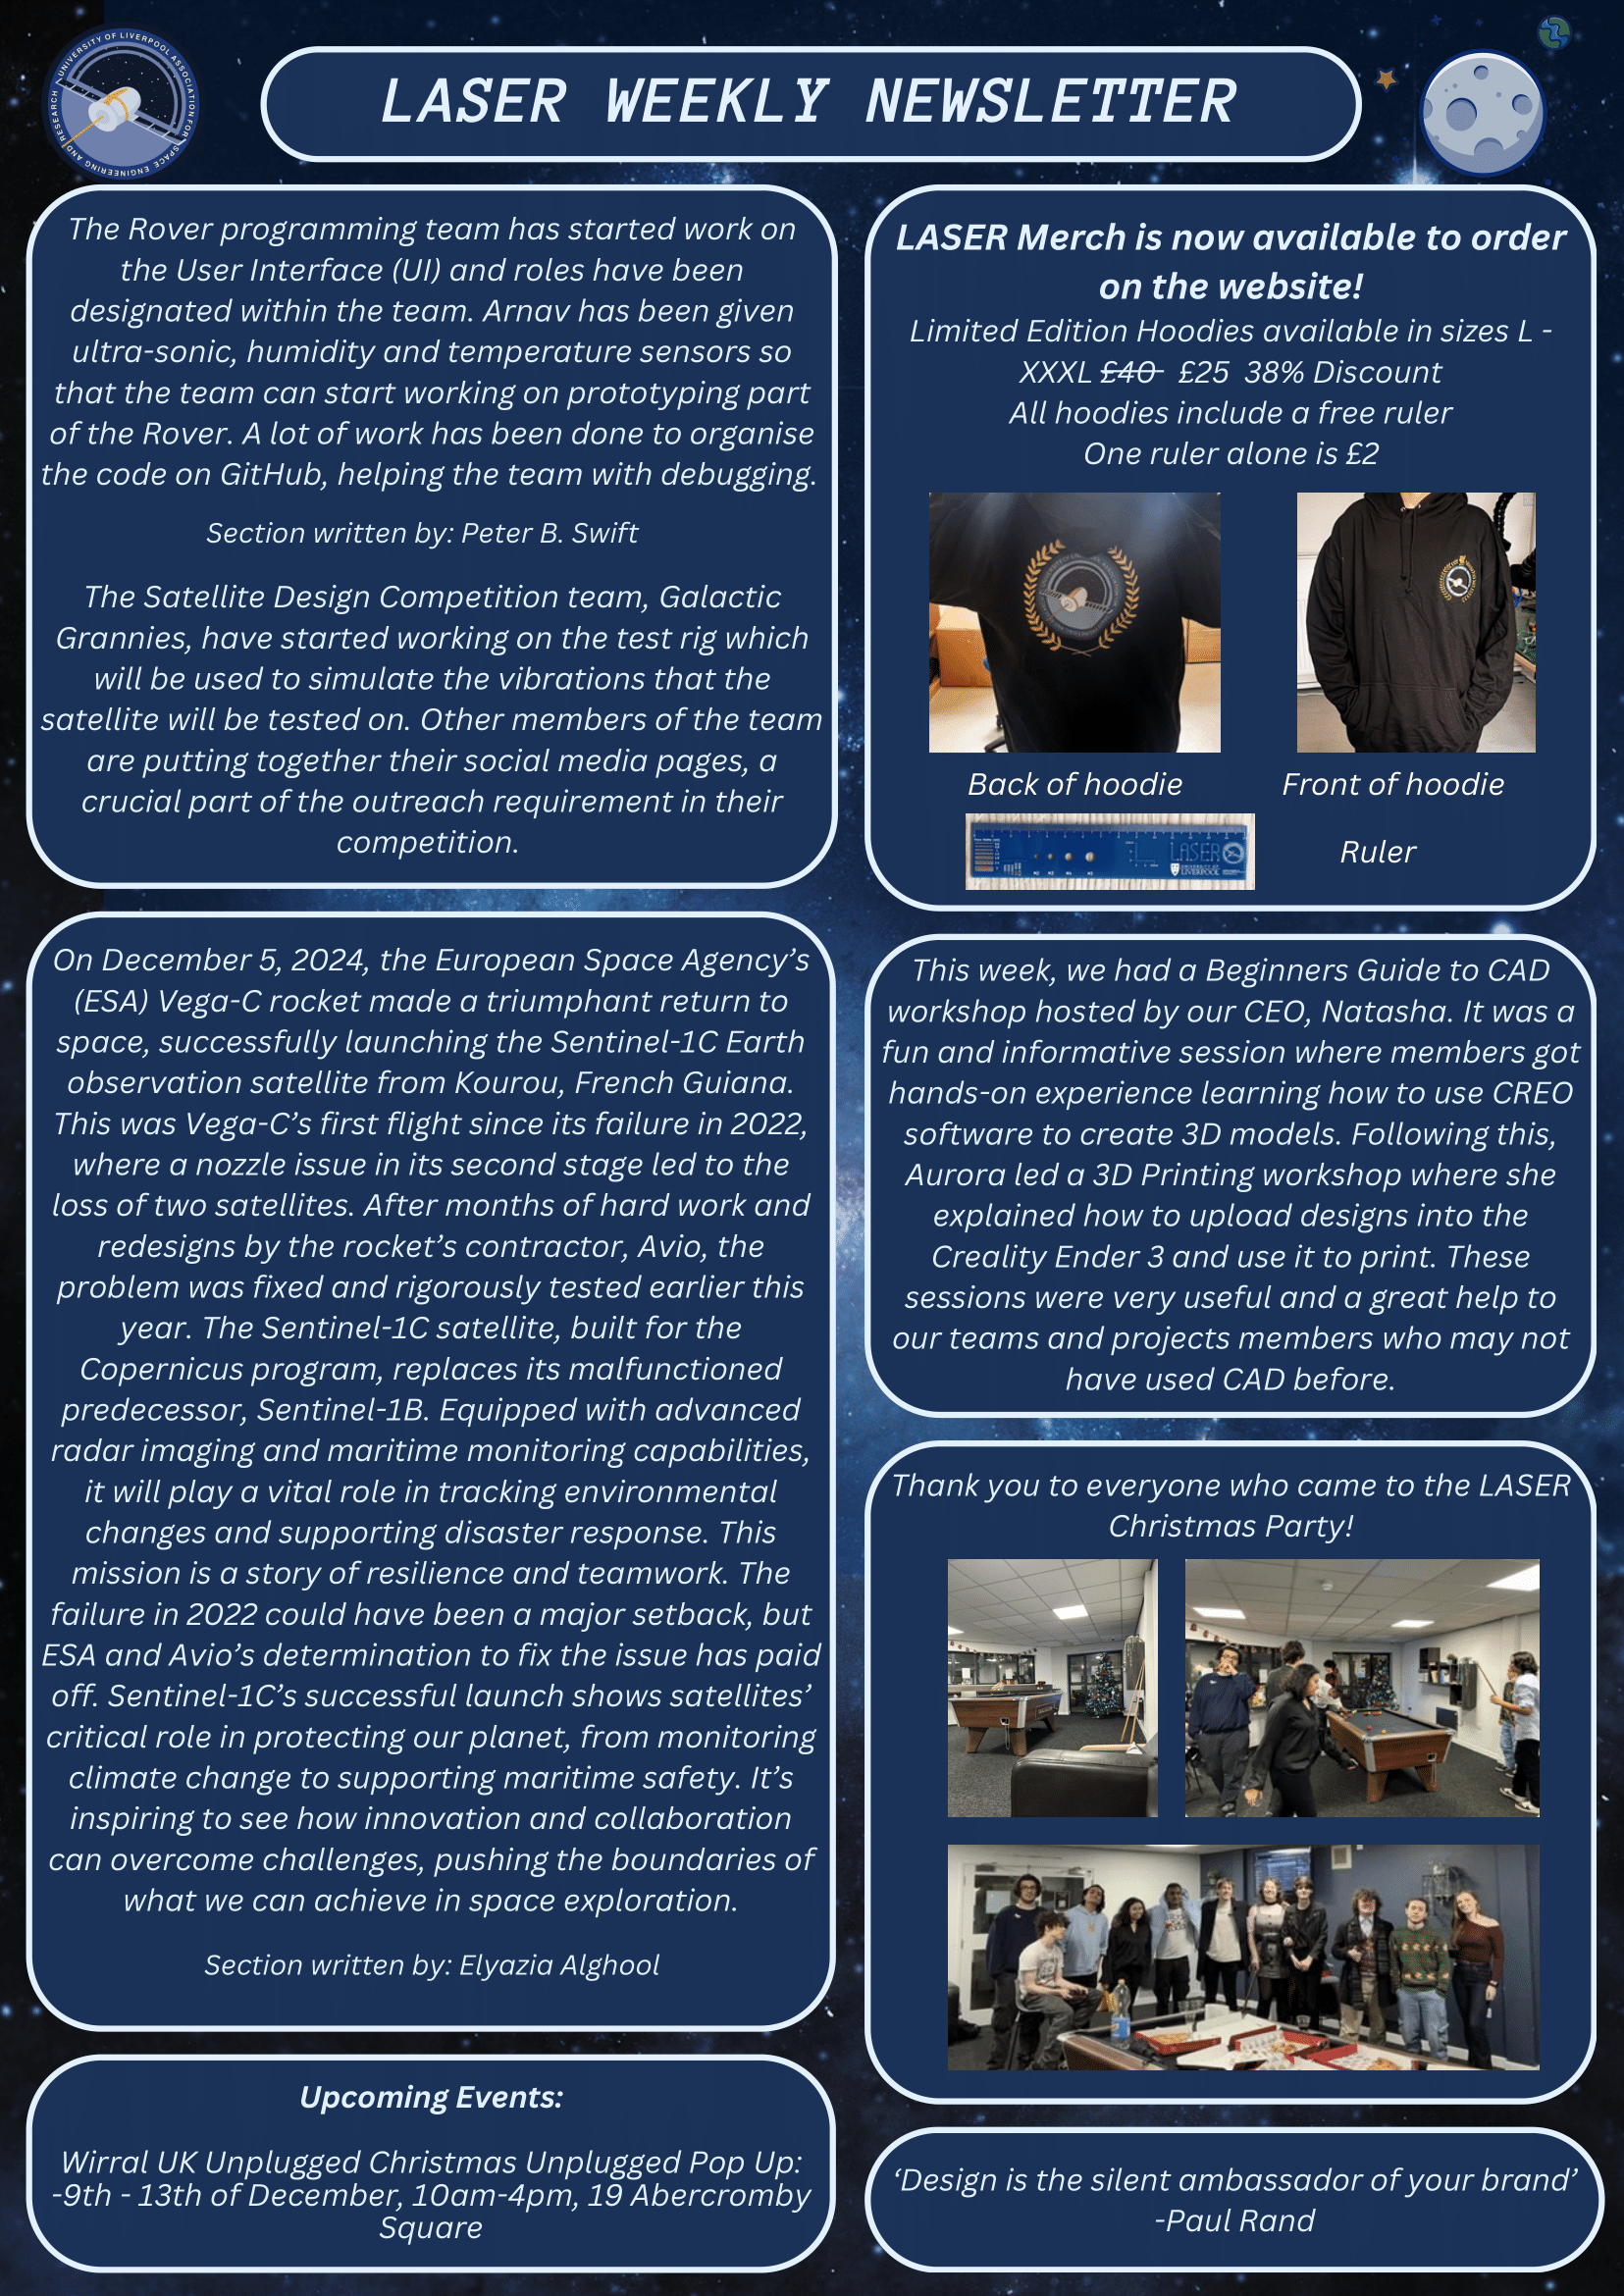 UNIVERSITY OF LIVERPOOL ASSOCIATION FOR SPACE ENGINEERING AND RESEARCH
LASER WEEKLY NEWSLETTER
The Rover programming team has started work on
the User Interface (UI) and roles have been
designated within the team. Arnav has been given
ultra-sonic, humidity and temperature sensors so
that the team can start working on prototyping part
of the Rover. A lot of work has been done to organise
the code on GitHub, helping the team with debugging.
Section written by: Peter B. Swift
The Satellite Design Competition team, Galactic
Grannies, have started working on the test rig which
will be used to simulate the vibrations that the
satellite will be tested on. Other members of the team
are putting together their social media pages, a
crucial part of the outreach requirement in their
competition.
On December 5, 2024, the European Space Agency’s
(ESA) Vega-C rocket made a triumphant return to
space, successfully launching the Sentinel-1C Earth
observation satellite from Kourou, French Guiana.
This was Vega-C’s first flight since its failure in 2022,
where a nozzle issue in its second stage led to the
loss of two satellites. After months of hard work and
redesigns by the rocket’s contractor, Avio, the
problem was fixed and rigorously tested earlier this
year. The Sentinel-1C satellite, built for the
Copernicus program, replaces its malfunctioned
predecessor, Sentinel-1B. Equipped with advanced
radar imaging and maritime monitoring capabilities,
it will play a vital role in tracking environmental
changes and supporting disaster response. This
mission is a story of resilience and teamwork. The
failure in 2022 could have been a major setback, but
ESA and Avio’s determination to fix the issue has paid
off. Sentinel-1C’s successful launch shows satellites’
critical role in protecting our planet, from monitoring
climate change to supporting maritime safety. It’s
inspiring to see how innovation and collaboration
can overcome challenges, pushing the boundaries of
what we can achieve in space exploration.
Section written by: Elyazia Alghool
Upcoming Events:
Wirral UK Unplugged Christmas Unplugged Pop Up:
-9th - 13th of December, 10am-4pm, 19 Abercromby
Square
LASER Merch is now available to order
on the website!
Limited Edition Hoodies available in sizes L -
XXXL £40 £25 38% Discount
All hoodies include a free ruler
One ruler alone is £2
Back of hoodie
Front of hoodie
LASER
UNIVERSITY OF
LIVERPOOL
Ruler
This week, we had a Beginners Guide to CAD
workshop hosted by our CEO, Natasha. It was a
fun and informative session where members got
hands-on experience learning how to use CREO
software to create 3D models. Following this,
Aurora led a 3D Printing workshop where she
explained how to upload designs into the
Creality Ender 3 and use it to print. These
sessions were very useful and a great help to
our teams and projects members who may not
have used CAD before.
Thank you to everyone who came to the LASER
Christmas Party!
‘Design is the silent ambassador of your brand’
-Paul Rand